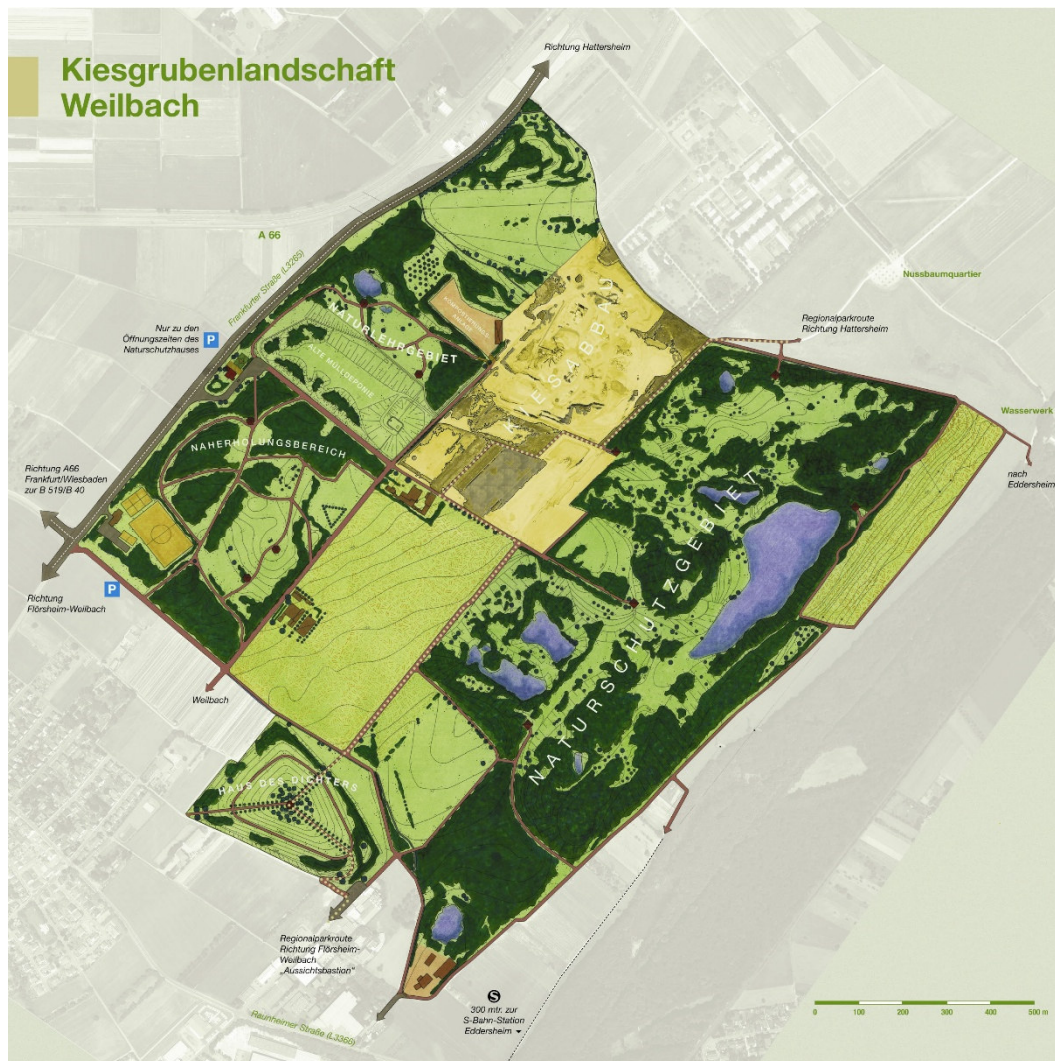 Kiesgrubenlandschaft
Weilbach
Richtung Hattersheim
A 66
Frankfurter Straße (L3265)
Nussbaumquartier
Nur zu den
Öffnungszeiten des
Naturschutzhauses
P
Regionalparkroute
Richtung Hattersheim
NATURLEHRGEBIET
ALTE MÜLLDEPONIE
KIESABBAU
Wasserwerk
NAHERHOLUNGSBEREICH
Richtung A66
Frankfurt/Wiesbaden
zur B 519/B 40
nach
Eddersheim
NATURSCHUTZGEBIET
P
Richtung
Flörsheim-Weilbach
Weilbach
HAUS DES DICHTERS
Regionalparkroute
Richtung Flörsheim-
Weilbach
„Aussichtsbastion"
S
300 mtr. zur
S-Bahn-Station
Eddersheim
Raunheimer Straße (L3366)
0 100 200 300 400 500 m